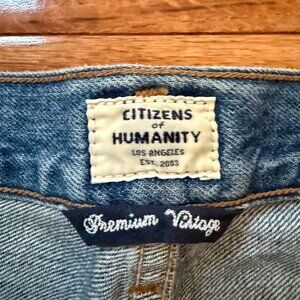 CITIZENS
of
HUMANITY
LOS ANGELES
EST. 2003
Premium Vintage